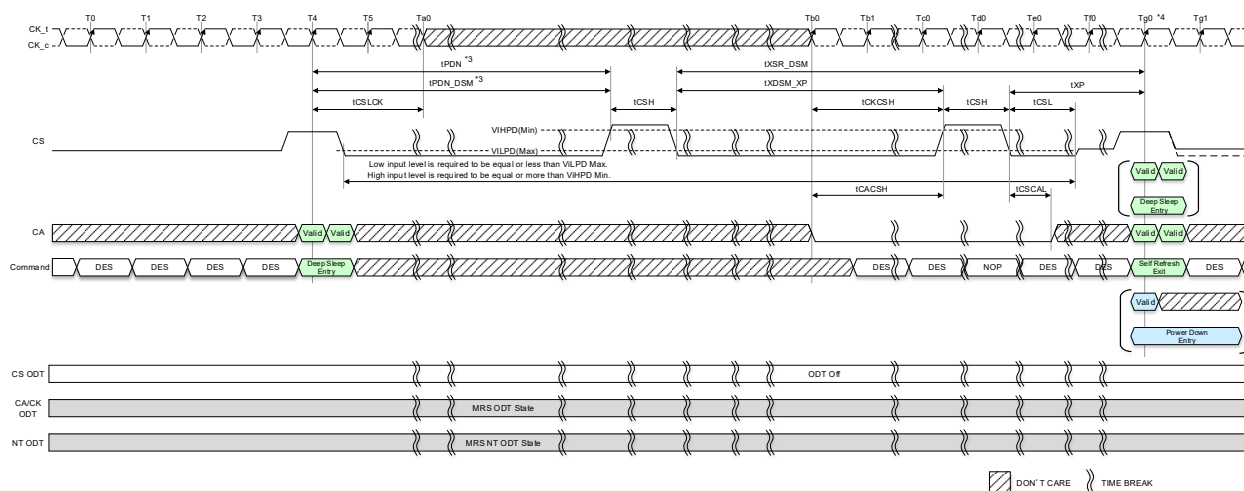 T0 T1 T2 T3 T4 T5 Ta0 Tb0 Tb1 Tc0 Td0 Te0 Tf0 Tg0 *4 Tg1
CK_t
CK_c
tPDN *3 tXSR_DSM
tPDN_DSM *3 tXDSM_XP tXP
tCSLCK tCSH tCKCSH tCSH tCSL
VIHPD(Min)
CS
VILPD(Max)
Low input level is required to be equal or less than ViLPD Max.
High input level is required to be equal or more than ViHPD Min.
Valid Valid
tCACSH tCSCAL
Deep Sleep
Entry
CA Valid Valid Valid Valid
Command DES DES DES DES Deep Sleep Entry DES DES NOP DES DES Self Refresh Exit DES
Valid
Power Down
Entry
CS ODT ODT Off
CA/CK
ODT
MRS ODT State
NT ODT MRS NT ODT State
DON'T CARE TIME BREAK